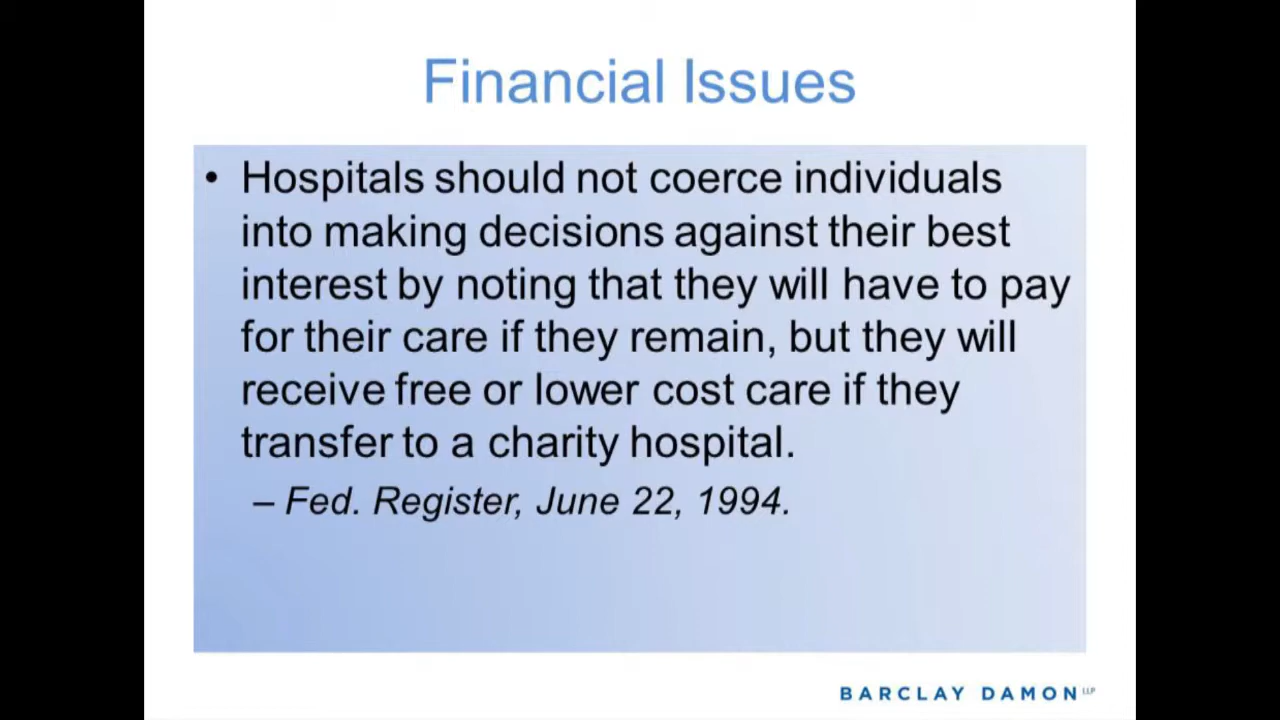 Financial Issues
• Hospitals should not coerce individuals
into making decisions against their best
interest by noting that they will have to pay
for their care if they remain, but they will
receive free or lower cost care if they
transfer to a charity hospital.
– Fed. Register, June 22, 1994.
BARCLAY DAMON LLP